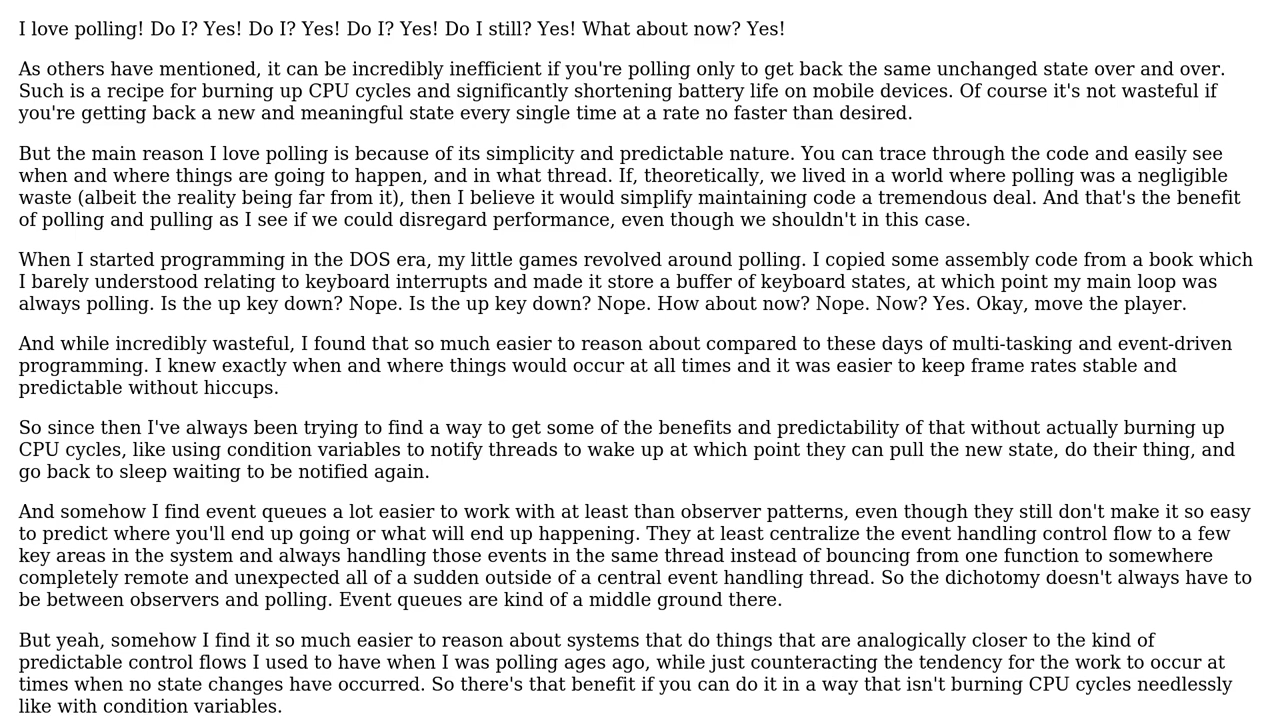 I love polling! Do I? Yes! Do I? Yes! Do I? Yes! Do I still? Yes! What about now? Yes!
As others have mentioned, it can be incredibly inefficient if you're polling only to get back the same unchanged state over and over.
Such is a recipe for burning up CPU cycles and significantly shortening battery life on mobile devices. Of course it's not wasteful if
you're getting back a new and meaningful state every single time at a rate no faster than desired.
But the main reason I love polling is because of its simplicity and predictable nature. You can trace through the code and easily see
when and where things are going to happen, and in what thread. If, theoretically, we lived in a world where polling was a negligible
waste (albeit the reality being far from it), then I believe it would simplify maintaining code a tremendous deal. And that's the benefit
of polling and pulling as I see if we could disregard performance, even though we shouldn't in this case.
When I started programming in the DOS era, my little games revolved around polling. I copied some assembly code from a book which
I barely understood relating to keyboard interrupts and made it store a buffer of keyboard states, at which point my main loop was
always polling. Is the up key down? Nope. Is the up key down? Nope. How about now? Nope. Now? Yes. Okay, move the player.
And while incredibly wasteful, I found that so much easier to reason about compared to these days of multi-tasking and event-driven
programming. I knew exactly when and where things would occur at all times and it was easier to keep frame rates stable and
predictable without hiccups.
So since then I've always been trying to find a way to get some of the benefits and predictability of that without actually burning up
CPU cycles, like using condition variables to notify threads to wake up at which point they can pull the new state, do their thing, and
go back to sleep waiting to be notified again.
And somehow I find event queues a lot easier to work with at least than observer patterns, even though they still don't make it so easy
to predict where you'll end up going or what will end up happening. They at least centralize the event handling control flow to a few
key areas in the system and always handling those events in the same thread instead of bouncing from one function to somewhere
completely remote and unexpected all of a sudden outside of a central event handling thread. So the dichotomy doesn't always have to
be between observers and polling. Event queues are kind of a middle ground there.
But yeah, somehow I find it so much easier to reason about systems that do things that are analogically closer to the kind of
predictable control flows I used to have when I was polling ages ago, while just counteracting the tendency for the work to occur at
times when no state changes have occurred. So there's that benefit if you can do it in a way that isn't burning CPU cycles needlessly
like with condition variables.